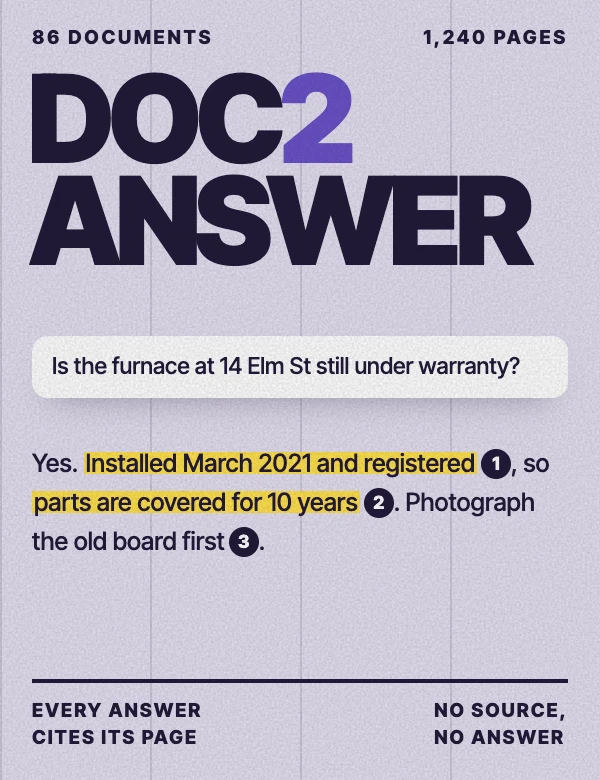 86 DOCUMENTS
1,240 PAGES
DOC2
ANSWER
Is the furnace at 14 Elm St still under warranty?
Yes. Installed March 2021 and registered 1, so
parts are covered for 10 years 2. Photograph
the old board first 3.
EVERY ANSWER
CITES ITS PAGE
NO SOURCE,
NO ANSWER